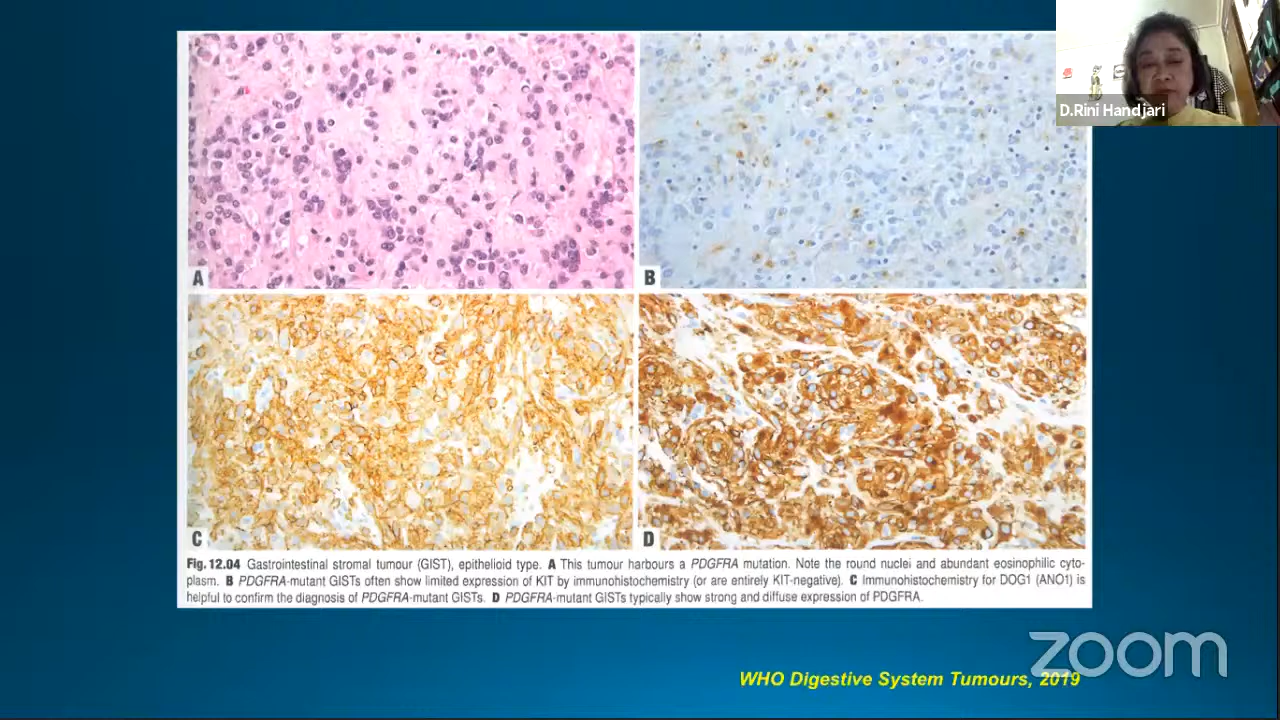 D.Rini Handjari
A
B
C
D
Fig. 12.04 Gastrointestinal stromal tumour (GIST), epithelioid type. A This tumour harbours a PDGFRA mutation. Note the round nuclei and abundant eosinophilic cyto-
plasm. B PDGFRA-mutant GISTs often show limited expression of KIT by immunohistochemistry (or are entirely KIT-negative). C Immunohistochemistry for DOG1 (ANO1) is
helpful to confirm the diagnosis of PDGFRA-mutant GISTs. D PDGFRA-mutant GISTs typically show strong and diffuse expression of PDGFRA.
zoom
WHO Digestive System Tumours, 2019